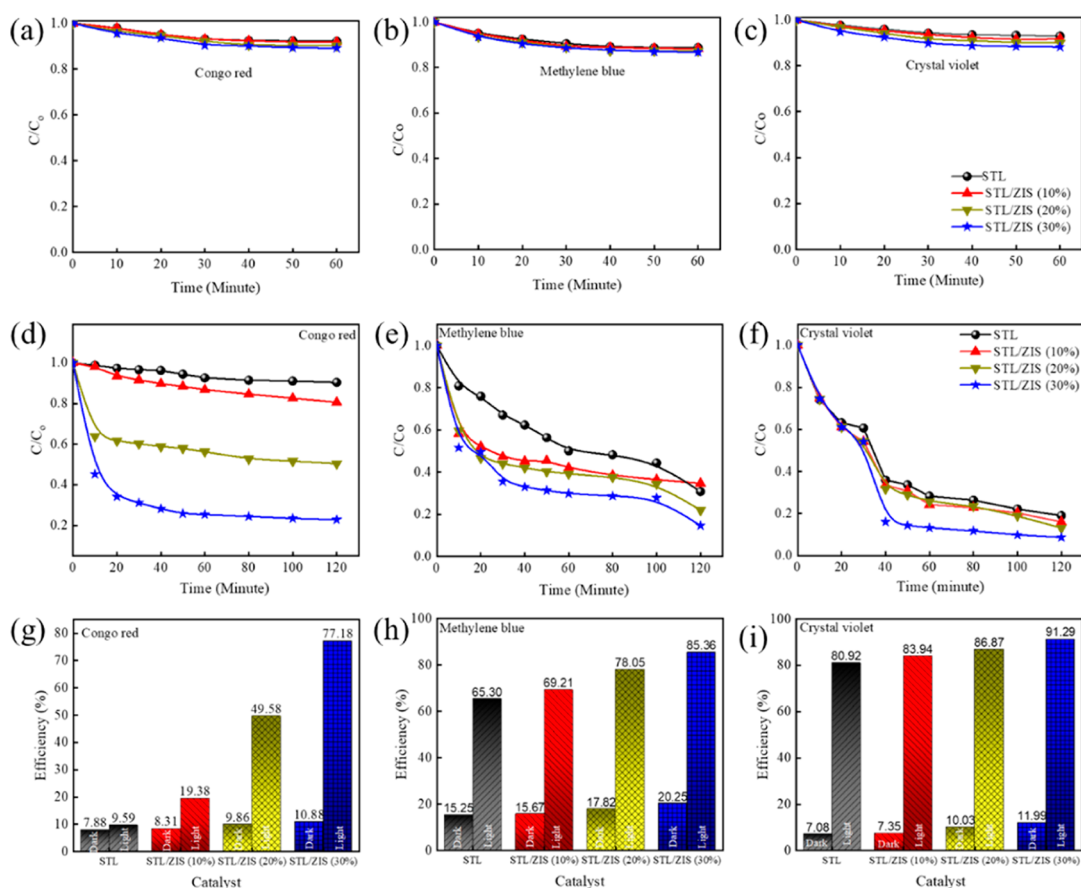 (a)
1.0
0.8
0.6
0.4
0.2
0.0
C/C₀
Congo red
0 10 20 30 40 50 60
Time (Minute)
(b)
1.0
0.8
0.6
0.4
0.2
0.0
C/Co
Methylene blue
0 10 20 30 40 50 60
Time (Minute)
(c)
1.0
0.8
0.6
0.4
0.2
0.0
C/Co
Crystal violet
STL
STL/ZIS (10%)
STL/ZIS (20%)
STL/ZIS (30%)
0 10 20 30 40 50 60
Time (Minute)
(d)
Congo red
1.0
0.8
0.6
0.4
0.2
C/C₀
0 20 40 60 80 100 120
Time (Minute)
(e)
Methylene blue
1.0
0.8
0.6
0.4
0.2
0.0
C/Co
0 20 40 60 80 100 120
Time (Minute)
(f)
Crystal violet
STL
STL/ZIS (10%)
STL/ZIS (20%)
STL/ZIS (30%)
1.0
0.8
0.6
0.4
0.2
0.0
C/Co
0 20 40 60 80 100 120
Time (minute)
(g)
Congo red
80
70
60
50
40
30
20
10
0
Efficiency (%)
7.88 9.59 8.31 19.38 9.86 49.58 10.88 77.18
Dark Light Dark Light Dark Light Dark Light
STL STL/ZIS (10%) STL/ZIS (20%) STL/ZIS (30%)
Catalyst
(h)
Methylene blue
100
80
60
40
20
0
Efficiency (%)
15.25 65.30 15.67 69.21 17.82 78.05 20.25 85.36
Dark Light Dark Light Dark Light Dark Light
STL STL/ZIS (10%) STL/ZIS (20%) STL/ZIS (30%)
Catalyst
(i)
Crystal violet
100
80
60
40
20
0
Efficiency (%)
7.08 80.92 7.35 83.94 10.03 86.87 11.99 91.29
Dark Light Dark Light Dark Light Dark Light
STL STL/ZIS (10%) STL/ZIS (20%) STL/ZIS (30%)
Catalyst